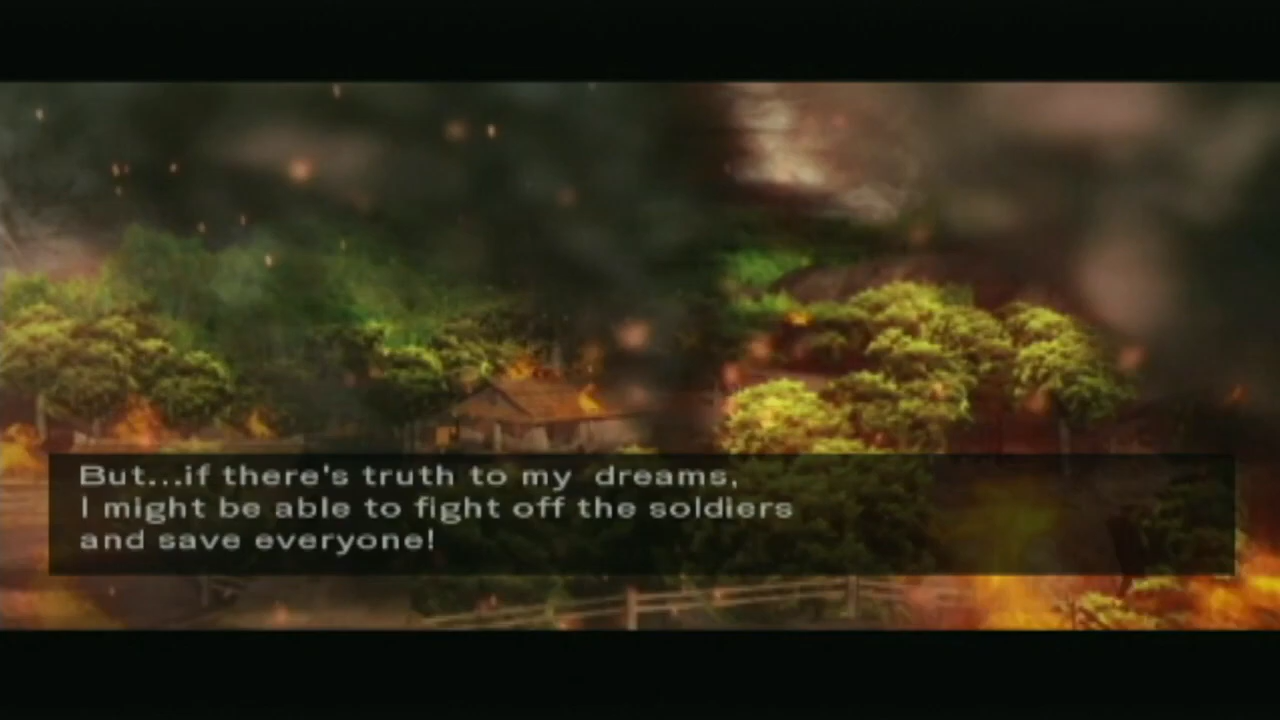 But...if there's truth to my  dreams,
I might be able to fight off the soldiers
and save everyone!